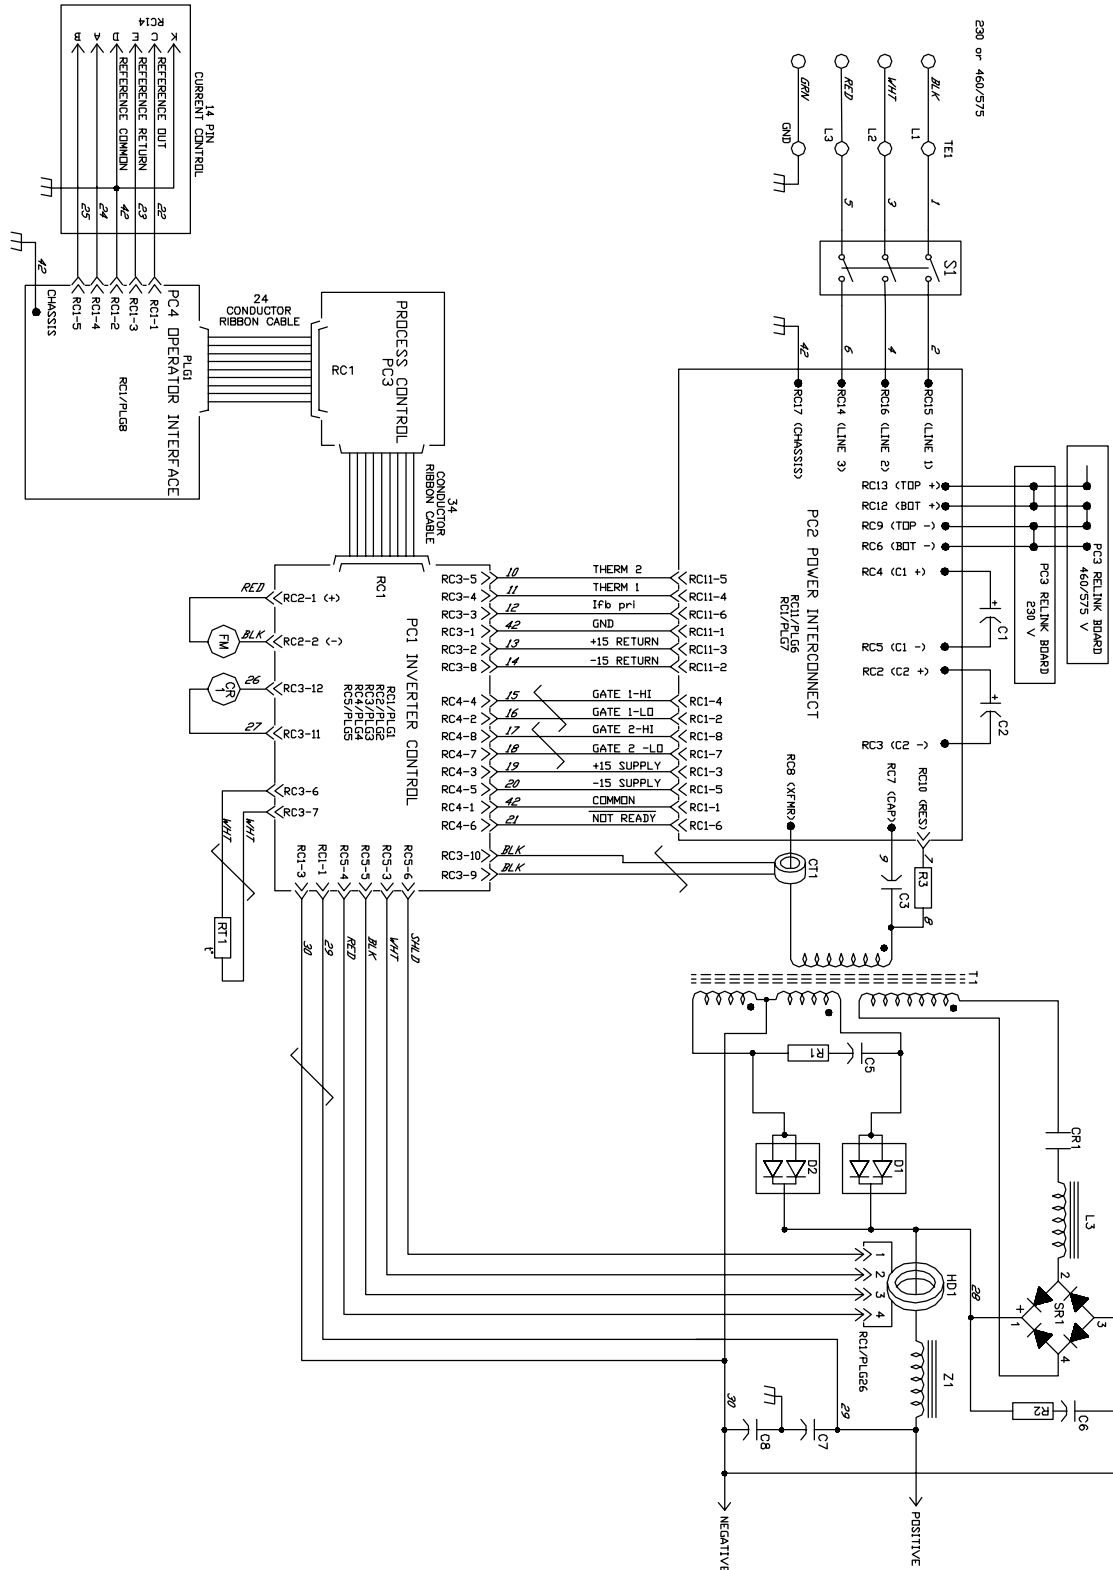 230 or 460/575
BLK
WHT
RED
GRN
L1
L2
L3
GND
TE1
1
3
5
S1
2
4
6
42
RC15 (LINE 1)
RC16 (LINE 2)
RC14 (LINE 3)
RC17 (CHASSIS)
RC13 (TOP +)
RC12 (BOT +)
RC9 (TOP -)
RC6 (BOT -)
RC4 (C1 +)
RC5 (C1 -)
RC2 (C2 +)
RC3 (C2 -)
+
C1
+
C2
PC3 RELINK BOARD
460/575 V
PC3 RELINK BOARD
230 V
PC2 POWER INTERCONNECT
RC11/PLG6
RC1/PLG7
RC8 (XFMR)
RC7 (CAP)
RC10 (RES)
RC14
K
C
E
D
A
B
REFERENCE OUT
REFERENCE RETURN
REFERENCE COMMON
14 PIN
CURRENT CONTROL
22
23
42
24
25
42
CHASSIS
RC1-1
RC1-3
RC1-2
RC1-4
RC1-5
PC4 OPERATOR INTERFACE
PLG1
RC1/PLG8
24
CONDUCTOR
RIBBON CABLE
RC1
PROCESS CONTROL
PC3
34
CONDUCTOR
RIBBON CABLE
RC1
PC1 INVERTER CONTROL
RC1/PLG1
RC2/PLG2
RC3/PLG3
RC4/PLG4
RC5/PLG5
RED
RC2-1 (+)
FM
BLK
RC2-2 (-)
CR
1
26
RC3-12
27
RC3-11
RC3-6
RC3-7
WHT
WHT
RT1
t°
RC3-5 10 THERM 2 RC11-5
RC3-4 11 THERM 1 RC11-4
RC3-3 12 Ifb pri RC11-6
RC3-1 42 GND RC11-1
RC3-2 13 +15 RETURN RC11-3
RC3-8 14 -15 RETURN RC11-2
RC4-4 15 GATE 1-HI RC1-4
RC4-2 16 GATE 1-LO RC1-2
RC4-8 17 GATE 2-HI RC1-8
RC4-7 18 GATE 2 -LO RC1-7
RC4-3 19 +15 SUPPLY RC1-3
RC4-5 20 -15 SUPPLY RC1-5
RC4-1 42 COMMON RC1-1
RC4-6 21 NOT READY RC1-6
RC3-10 BLK
RC3-9 BLK
RC1-3
RC1-1
RC5-4
RC5-5
RC5-3
RC5-6
30
29
RED
BLK
WHT
SHLD
CT1
9
C3
7
R3
8
T1
R1
C5
D2
D1
CR1
L3
2
+
1
SR1
3
4
HD1
28
1
2
3
4
RC1/PLG26
Z1
R2
C6
30
29
C8
C7
NEGATIVE
POSITIVE